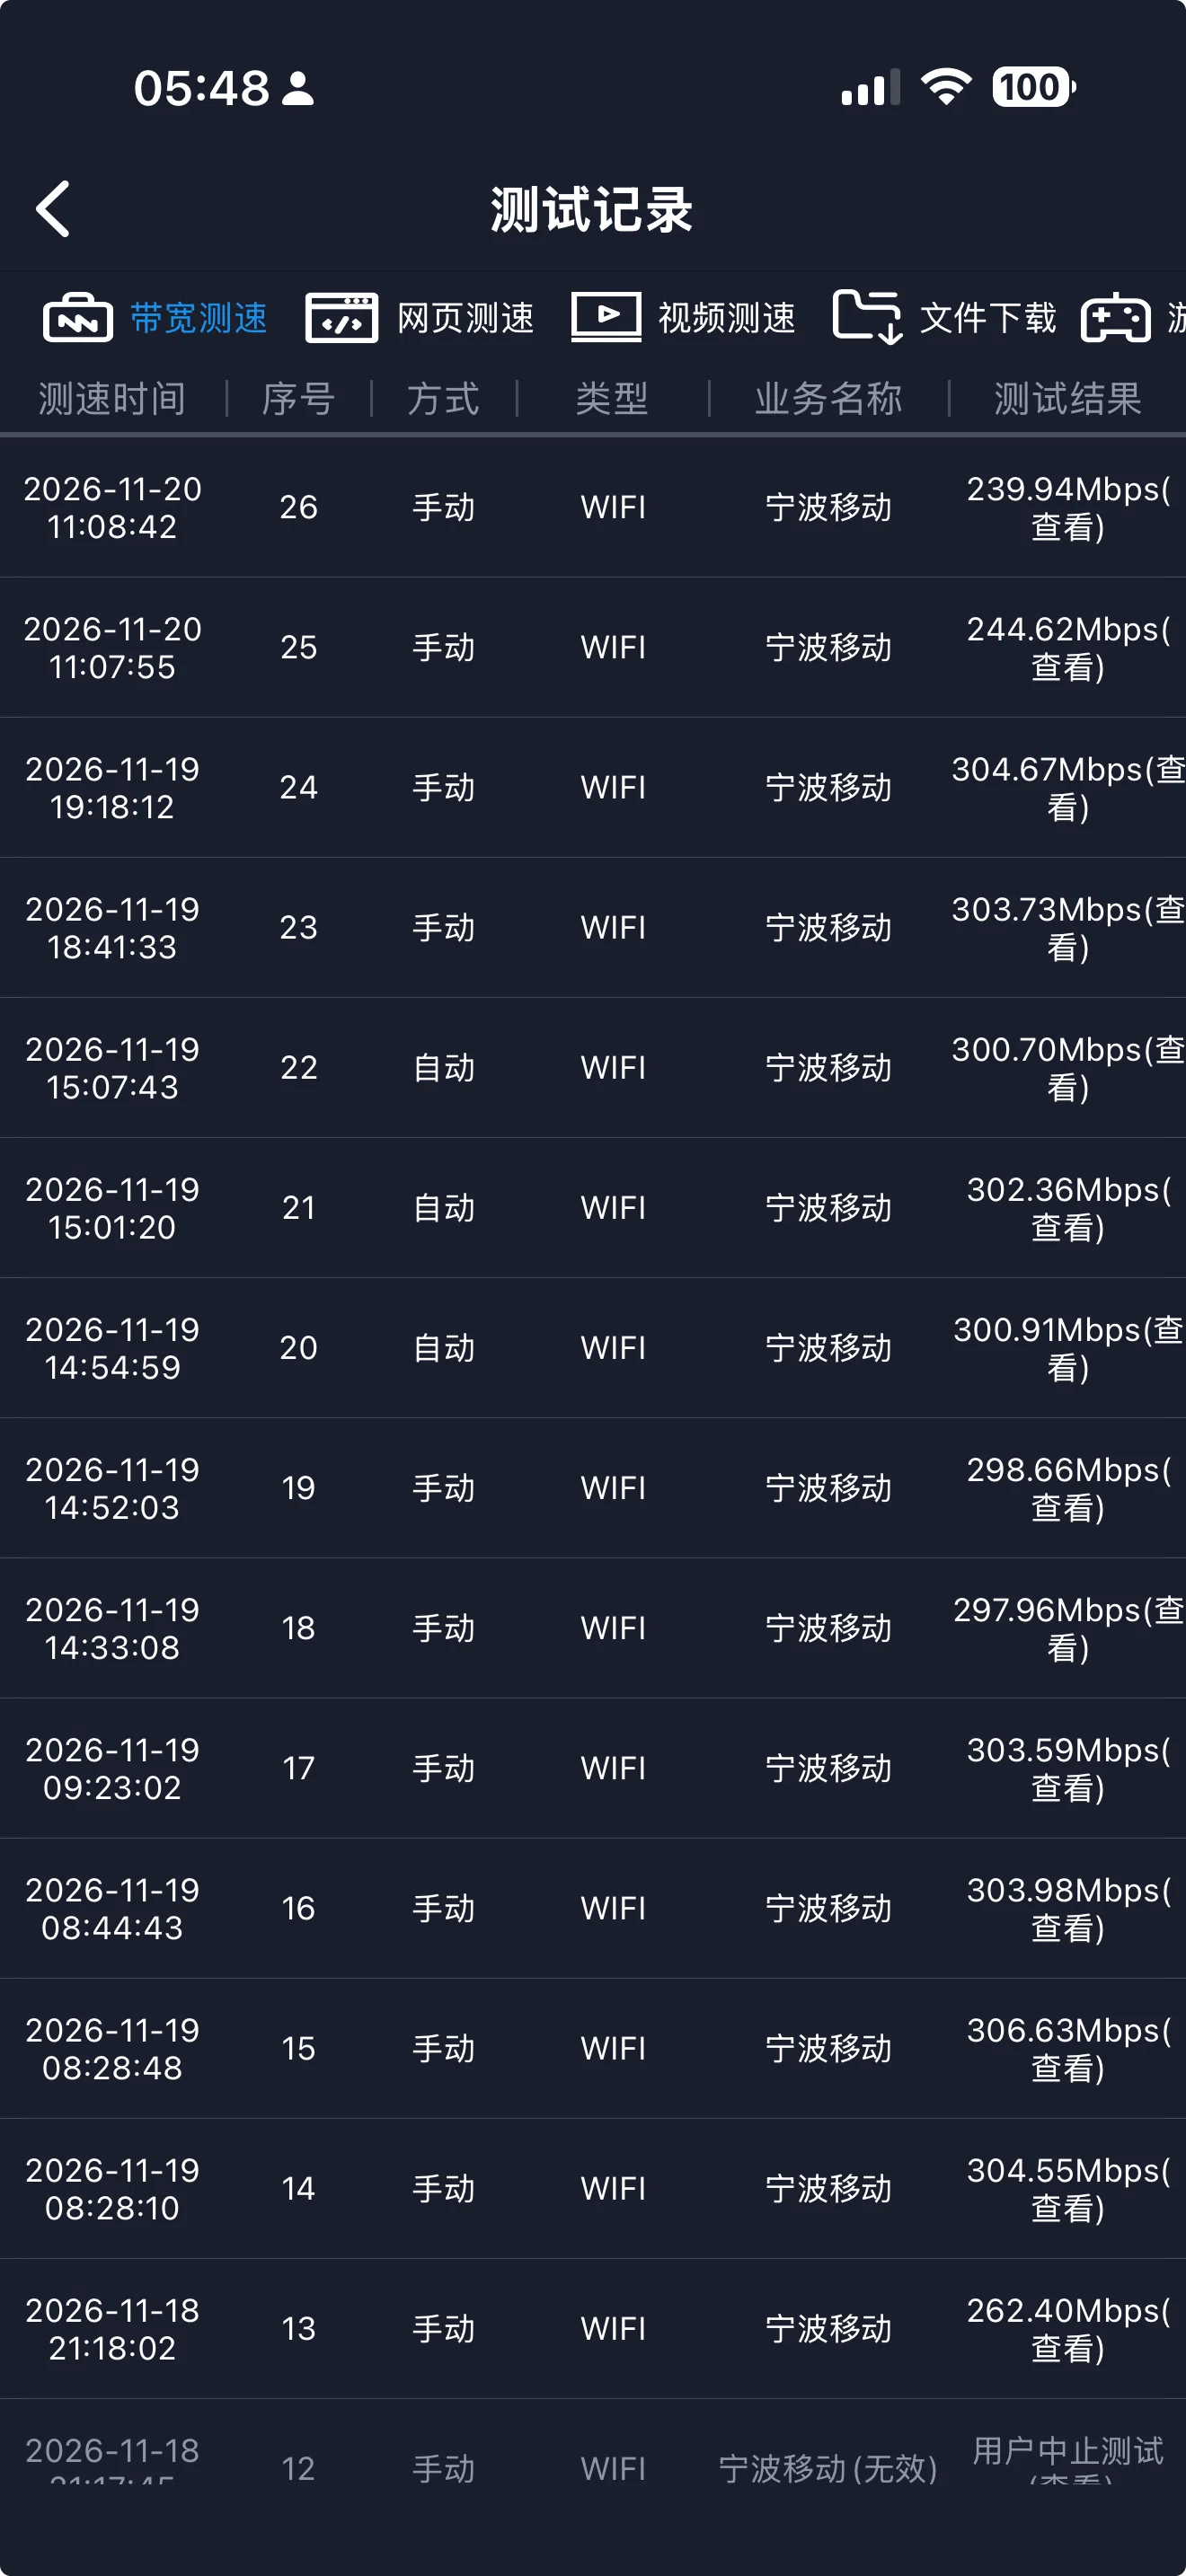 05:48
100
测试记录
带宽测速 网页测速 视频测速 文件下载
测速时间 序号 方式 类型 业务名称 测试结果
2026-11-20 11:08:42 26 手动 WIFI 宁波移动 239.94Mbps(查看)
2026-11-20 11:07:55 25 手动 WIFI 宁波移动 244.62Mbps(查看)
2026-11-19 19:18:12 24 手动 WIFI 宁波移动 304.67Mbps(查看)
2026-11-19 18:41:33 23 手动 WIFI 宁波移动 303.73Mbps(查看)
2026-11-19 15:07:43 22 自动 WIFI 宁波移动 300.70Mbps(查看)
2026-11-19 15:01:20 21 自动 WIFI 宁波移动 302.36Mbps(查看)
2026-11-19 14:54:59 20 自动 WIFI 宁波移动 300.91Mbps(查看)
2026-11-19 14:52:03 19 手动 WIFI 宁波移动 298.66Mbps(查看)
2026-11-19 14:33:08 18 手动 WIFI 宁波移动 297.96Mbps(查看)
2026-11-19 09:23:02 17 手动 WIFI 宁波移动 303.59Mbps(查看)
2026-11-19 08:44:43 16 手动 WIFI 宁波移动 303.98Mbps(查看)
2026-11-19 08:28:48 15 手动 WIFI 宁波移动 306.63Mbps(查看)
2026-11-19 08:28:10 14 手动 WIFI 宁波移动 304.55Mbps(查看)
2026-11-18 21:18:02 13 手动 WIFI 宁波移动 262.40Mbps(查看)
2026-11-18 12 手动 WIFI 宁波移动(无效) 用户中止测试